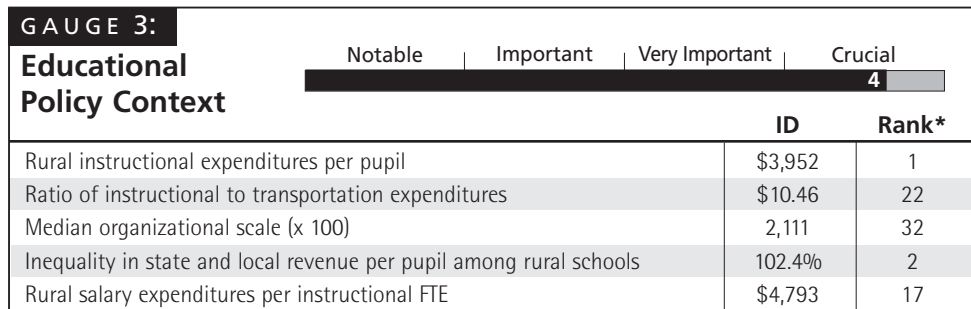 GAUGE 3:
Educational
Policy Context
Notable Important Very Important Crucial
4
ID Rank*
Rural instructional expenditures per pupil $3,952 1
Ratio of instructional to transportation expenditures $10.46 22
Median organizational scale (x 100) 2,111 32
Inequality in state and local revenue per pupil among rural schools 102.4% 2
Rural salary expenditures per instructional FTE $4,793 17